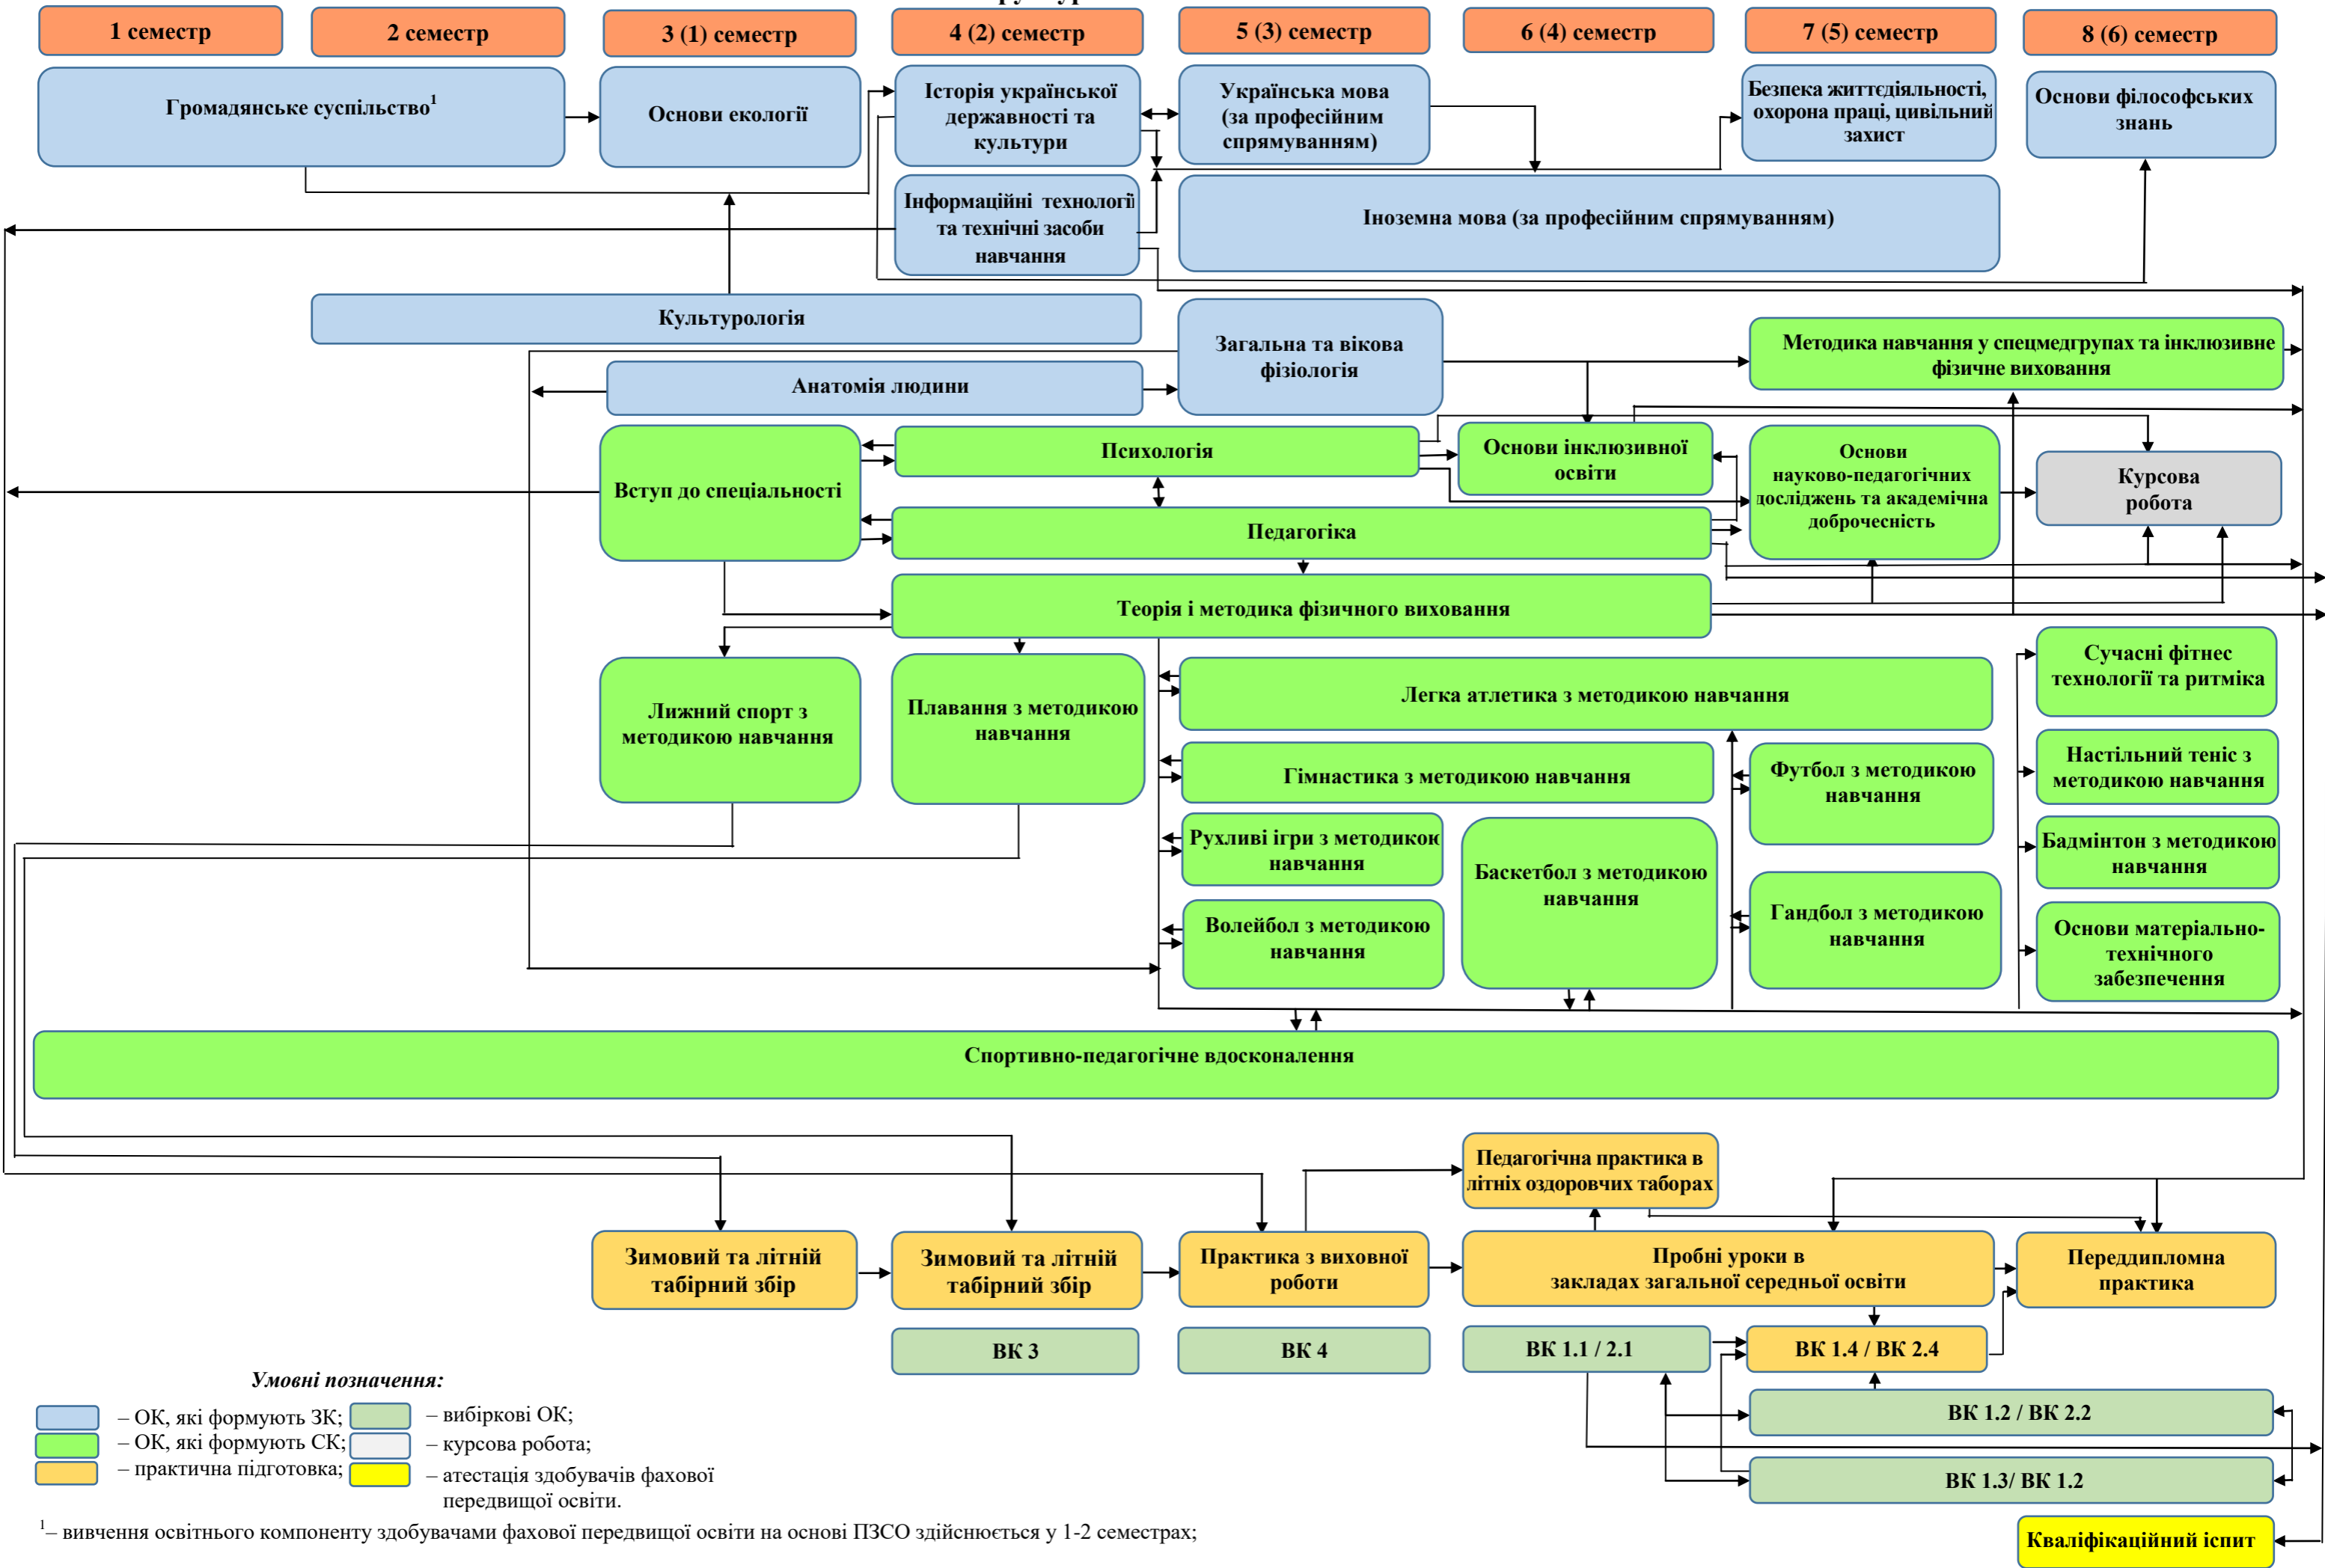 1 семестр
2 семестр
3 (1) семестр
4 (2) семестр
5 (3) семестр
6 (4) семестр
7 (5) семестр
8 (6) семестр
Громадянське суспільство¹
Основи екології
Історія української
державності та
культури
Українська мова
(за професійним
спрямуванням)
Безпека життєдіяльності,
охорона праці, цивільний
захист
Основи філософських
знань
Інформаційні технології
та технічні засоби
навчання
Іноземна мова (за професійним спрямуванням)
Культурологія
Загальна та вікова
фізіологія
Методика навчання у спецмедгрупах та інклюзивне
фізичне виховання
Анатомія людини
Вступ до спеціальності
Психологія
Основи інклюзивної
освіти
Основи
науково-педагогічних
досліджень та академічна
доброчесність
Курсова
робота
Педагогіка
Теорія і методика фізичного виховання
Лижний спорт з
методикою навчання
Плавання з методикою
навчання
Легка атлетика з методикою навчання
Сучасні фітнес
технології та ритміка
Гімнастика з методикою навчання
Футбол з методикою
навчання
Настільний теніс з
методикою навчання
Рухливі ігри з методикою
навчання
Баскетбол з методикою
навчання
Бадмінтон з методикою
навчання
Волейбол з методикою
навчання
Гандбол з методикою
навчання
Основи матеріально-
технічного
забезпечення
Спортивно-педагогічне вдосконалення
Педагогічна практика в
літніх оздоровчих таборах
Зимовий та літній
табірний збір
Зимовий та літній
табірний збір
Практика з виховної
роботи
Пробні уроки в
закладах загальної середньої освіти
Переддипломна
практика
ВК 3
ВК 4
ВК 1.1 / 2.1
ВК 1.4 / ВК 2.4
ВК 1.2 / ВК 2.2
ВК 1.3/ ВК 1.2
Кваліфікаційний іспит
Умовні позначення:
– ОК, які формують ЗК;
– ОК, які формують СК;
– практична підготовка;
– вибіркові ОК;
– курсова робота;
– атестація здобувачів фахової
передвищої освіти.
¹– вивчення освітнього компоненту здобувачами фахової передвищої освіти на основі ПЗСО здійснюється у 1-2 семестрах;